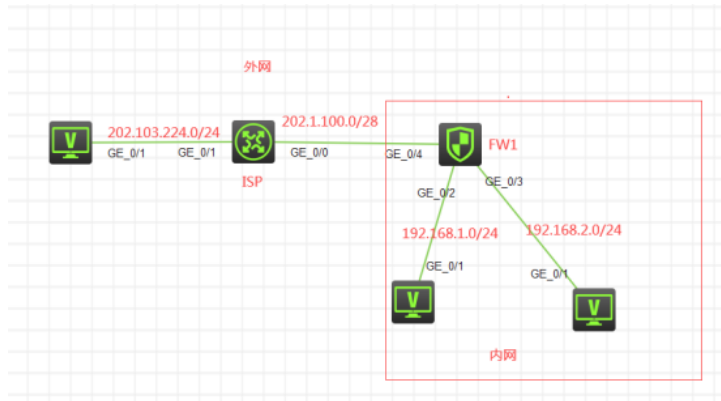 外网
202.103.224.0/24
202.1.100.0/28
GE_0/1
GE_0/1
GE_0/0
GE_0/4
FW1
ISP
GE_0/2
GE_0/3
192.168.1.0/24
192.168.2.0/24
GE_0/1
GE_0/1
内网